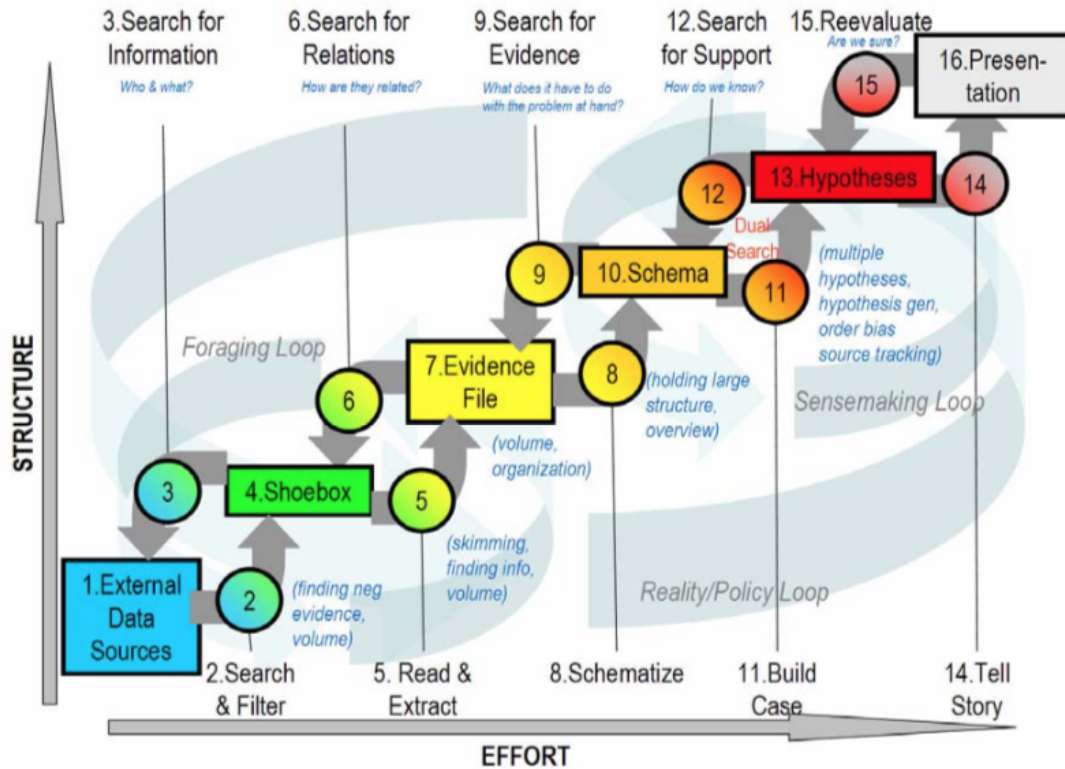 3.Search for
Information
Who & what?
6.Search for
Relations
How are they related?
9.Search for
Evidence
What does it have to do
with the problem at hand?
12.Search
for Support
How do we know?
15.Reevaluate
Are we sure?
15
16.Presen-
tation
12
13.Hypotheses
14
Dual
Search
9
10.Schema
11
(multiple
hypotheses,
hypothesis gen,
order bias
source tracking)
Foraging Loop
6
7.Evidence
File
8
(holding large
structure,
overview)
Sensemaking Loop
(volume,
organization)
3
4.Shoebox
5
(skimming,
finding info,
volume)
1.External
Data
Sources
2
(finding neg
evidence,
volume)
Reality/Policy Loop
2.Search
& Filter
5. Read &
Extract
8.Schematize
11.Build
Case
14.Tell
Story
STRUCTURE
EFFORT